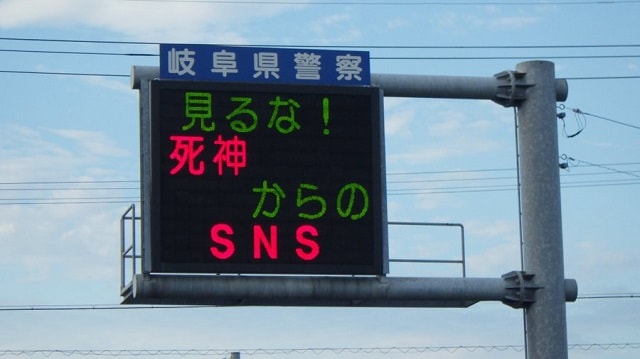 岐阜県警察
見るな!
死神
からの
SNS